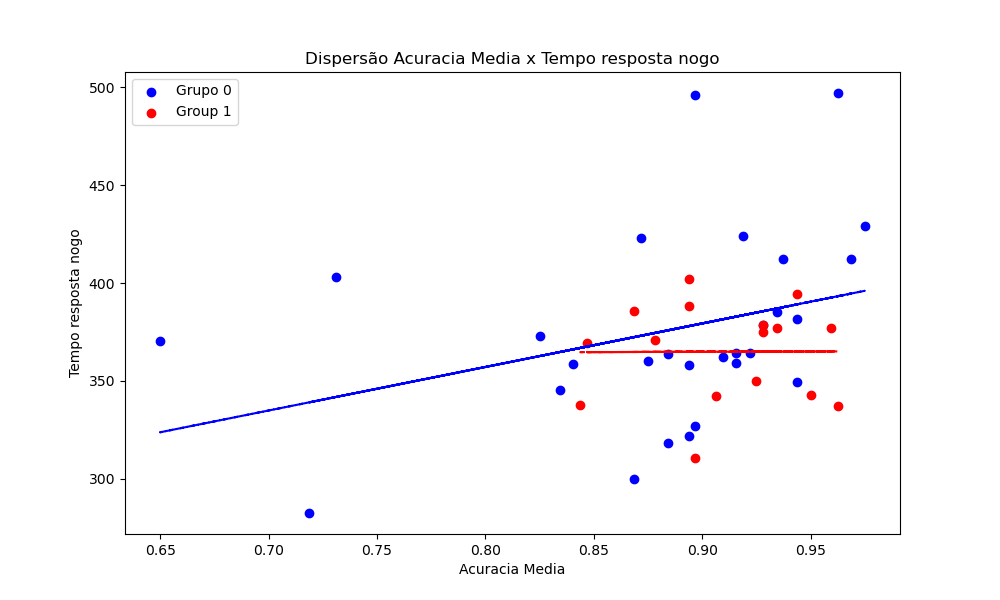 Dispersão Acuracia Media x Tempo resposta nogo
Grupo 0
Group 1
Tempo resposta nogo
500
450
400
350
300
0.65 0.70 0.75 0.80 0.85 0.90 0.95
Acuracia Media